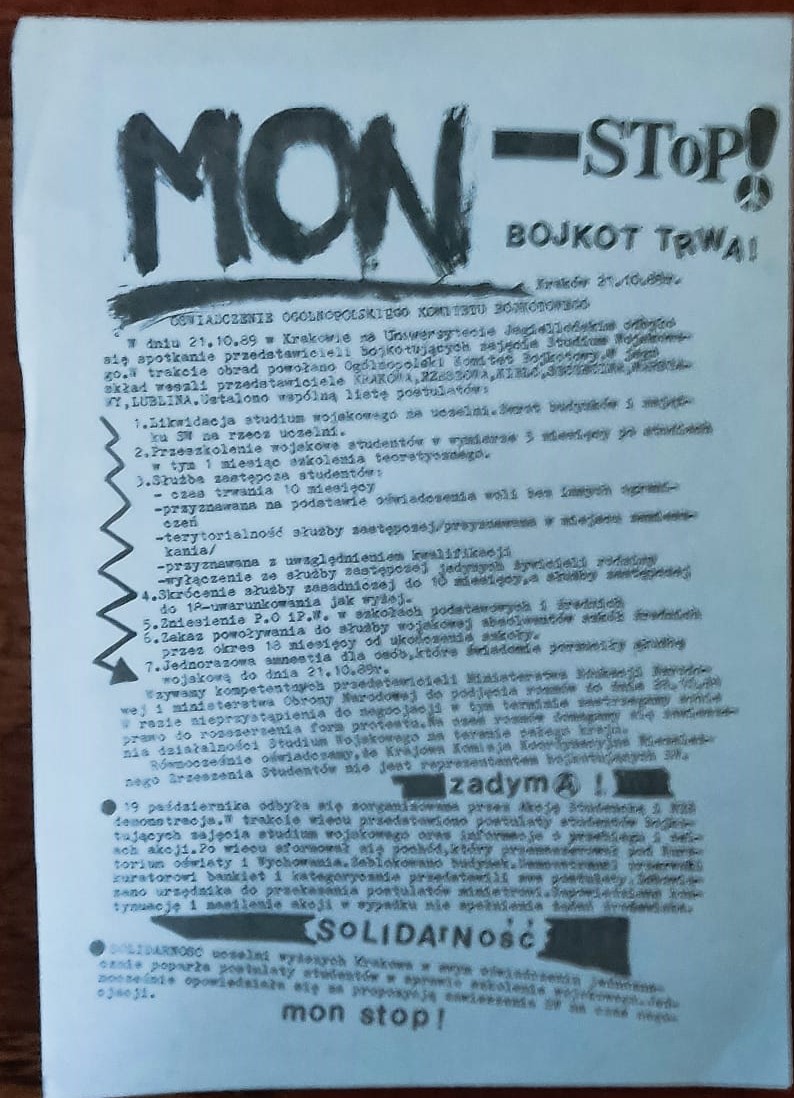 MON -STOP!
BOJKOT TRWA!
Kraków 21.10.89r.
OŚWIADCZENIE OGÓLNOPOLSKIEGO KOMITETU BOJKOTOWEGO
W dniu 21.10.89 w Krakowie na Uniwersytecie Jagiellońskim odbyło
się spotkanie przedstawicieli bojkotujących zajęcia Studium Wojskowe-
go.W trakcie obrad powołano Ogólnopolski Komitet Bojkotowy.W jego
skład weszli przedstawiciele KRAKOWA,RZESZOWA,KIELC,SZCZECINA,WARSZA-
WY,LUBLINA.Ustalono wspólną listę postulatów:
1.Likwidacja studium wojskowego na uczelni.Zwrot budynków i
ku SW na rzecz uczelni.
2.Przeszkolenie wojskowe studentów w wymiarze 3 miesięcy po studiach
w tym 1 miesiąc szkolenia teoretycznego.
3.Służba zastępcza studentów:
- czas trwania 10 miesięcy
-przyznawana na podstawie oświadczenia woli bez innych ograni-
czeń
-terytorialność służby zastępczej/przyznawana w miejscu zamiesz-
kania/
-przyznawana z uwzględnieniem kwalifikacji
-wyłączenie ze służby zastępczej jedynych żywicieli rodziny
4.Skrócenie służby zasadniczej do miesięcy,a służby zastępczej
do 18-uwarunkowania jak wyżej.
5.Zniesienie P.O i P.W. w szkołach podstawowych i średnich
6.Zakaz powoływania do służby wojskowej absolwentów szkół średnich
przez okres 18 miesięcy od ukończenia szkoły.
7.Jednorazowa amnestia dla osób,które świadomie porzuciły służbę
wojskową do dnia 21.10.89r.
Wzywamy kompetentnych przedstawicieli Ministerstwa Edukacji Narodo-
wej i ministerstwa Obrony Narodowej do podjęcia rozmów do dnia
W razie nieprzystąpienia do negocjacji w tym terminie zastrzegamy sobie
prawo do rozszerzenia form protestu.Na czas rozmów domagamy się zawiesze-
nia działalności Studium Wojskowego na terenie całego kraju.
Równocześnie oświadczamy,że Krajowa Komisja Koordynacyjna Niezależ-
nego Zrzeszenia Studentów nie jest reprezentantem bojkotujących SW.
zadymⒶ !
19 października odbyła się zorganizowana przez Akcję Studencką i NZS
demonstracja.W trakcie wiecu przedstawiono postulaty studentów bojko-
tujących zajęcia studium wojskowego oraz informacje o przebiegu i
ach akcji.Po wiecu sformował się pochód,który przemaszerował pod Kura-
torium Oświaty i Wychowania.Zablokowano budynek.Demonstranci przerwali
kuratorowi bankiet i kategorycznie przedstawili swe postulaty.
zano urzędnika do przekazania postulatów ministrowi.Zapowiedziano kon-
tynuację i nasilenie akcji w wypadku nie spełnienia żądań
SOLIDARNOŚĆ
SOLIDARNOŚĆ uczelni wyższych Krakowa w swym oświadczeniu jednozna-
cznie poparła postulaty studentów w sprawie szkolenia wojskowego.Jed-
nocześnie opowiedziała się za propozycją zawieszenia SW na czas nego-
cjacji.
mon stop!